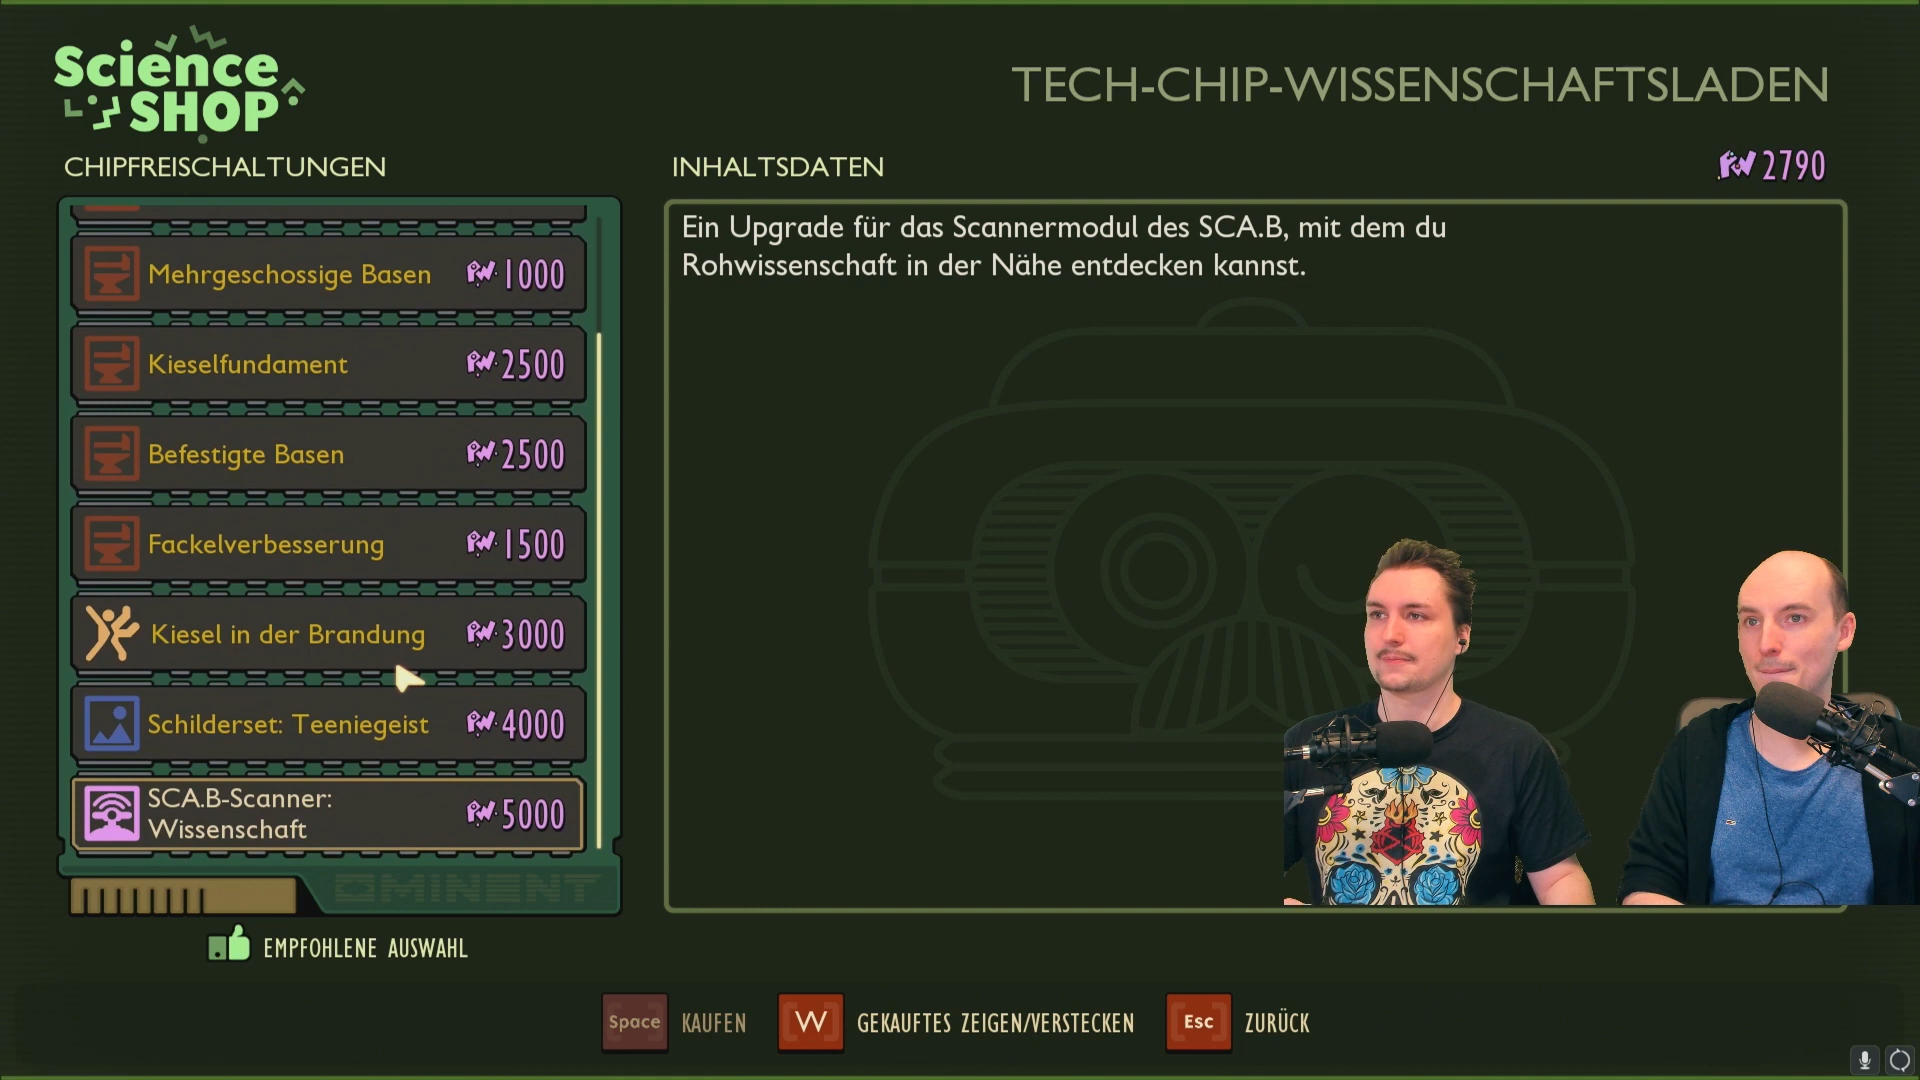 Science
SHOP
TECH-CHIP-WISSENSCHAFTSLADEN
CHIPFREISCHALTUNGEN
INHALTSDATEN
2790
Mehrgeschossige Basen 1000
Kieselfundament 2500
Befestigte Basen 2500
Fackelverbesserung 1500
Kiesel in der Brandung 3000
Schilderset: Teeniegeist 4000
SCA.B-Scanner:
Wissenschaft 5000
Ein Upgrade für das Scannermodul des SCA.B, mit dem du
Rohwissenschaft in der Nähe entdecken kannst.
OMINENT
EMPFOHLENE AUSWAHL
Space KAUFEN W GEKAUFTES ZEIGEN/VERSTECKEN Esc ZURÜCK